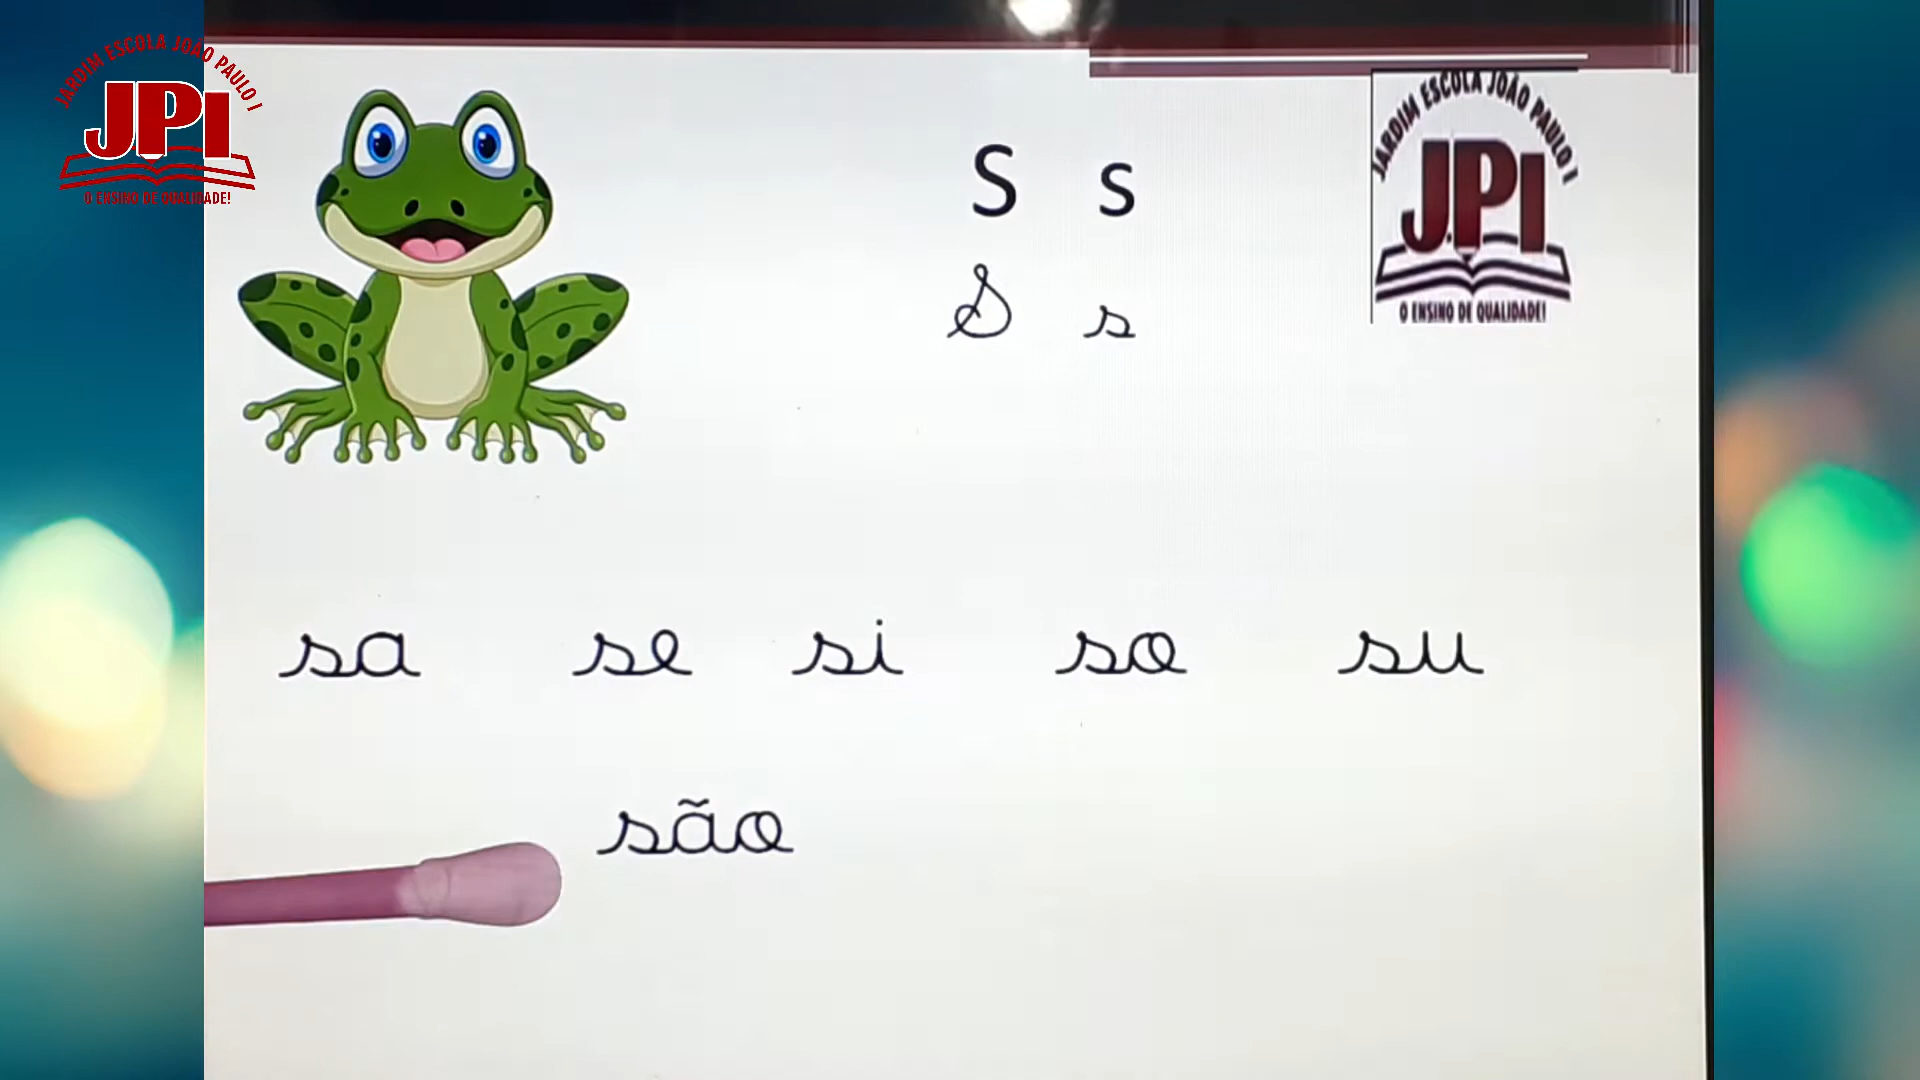 JARDIM ESCOLA JOÃO PAULO I
JPI
O ENSINO DE QUALIDADE!
S s
JARDIM ESCOLA JOÃO PAULO I
JPI
O ENSINO DE QUALIDADE!
S s
sa se si so su
são